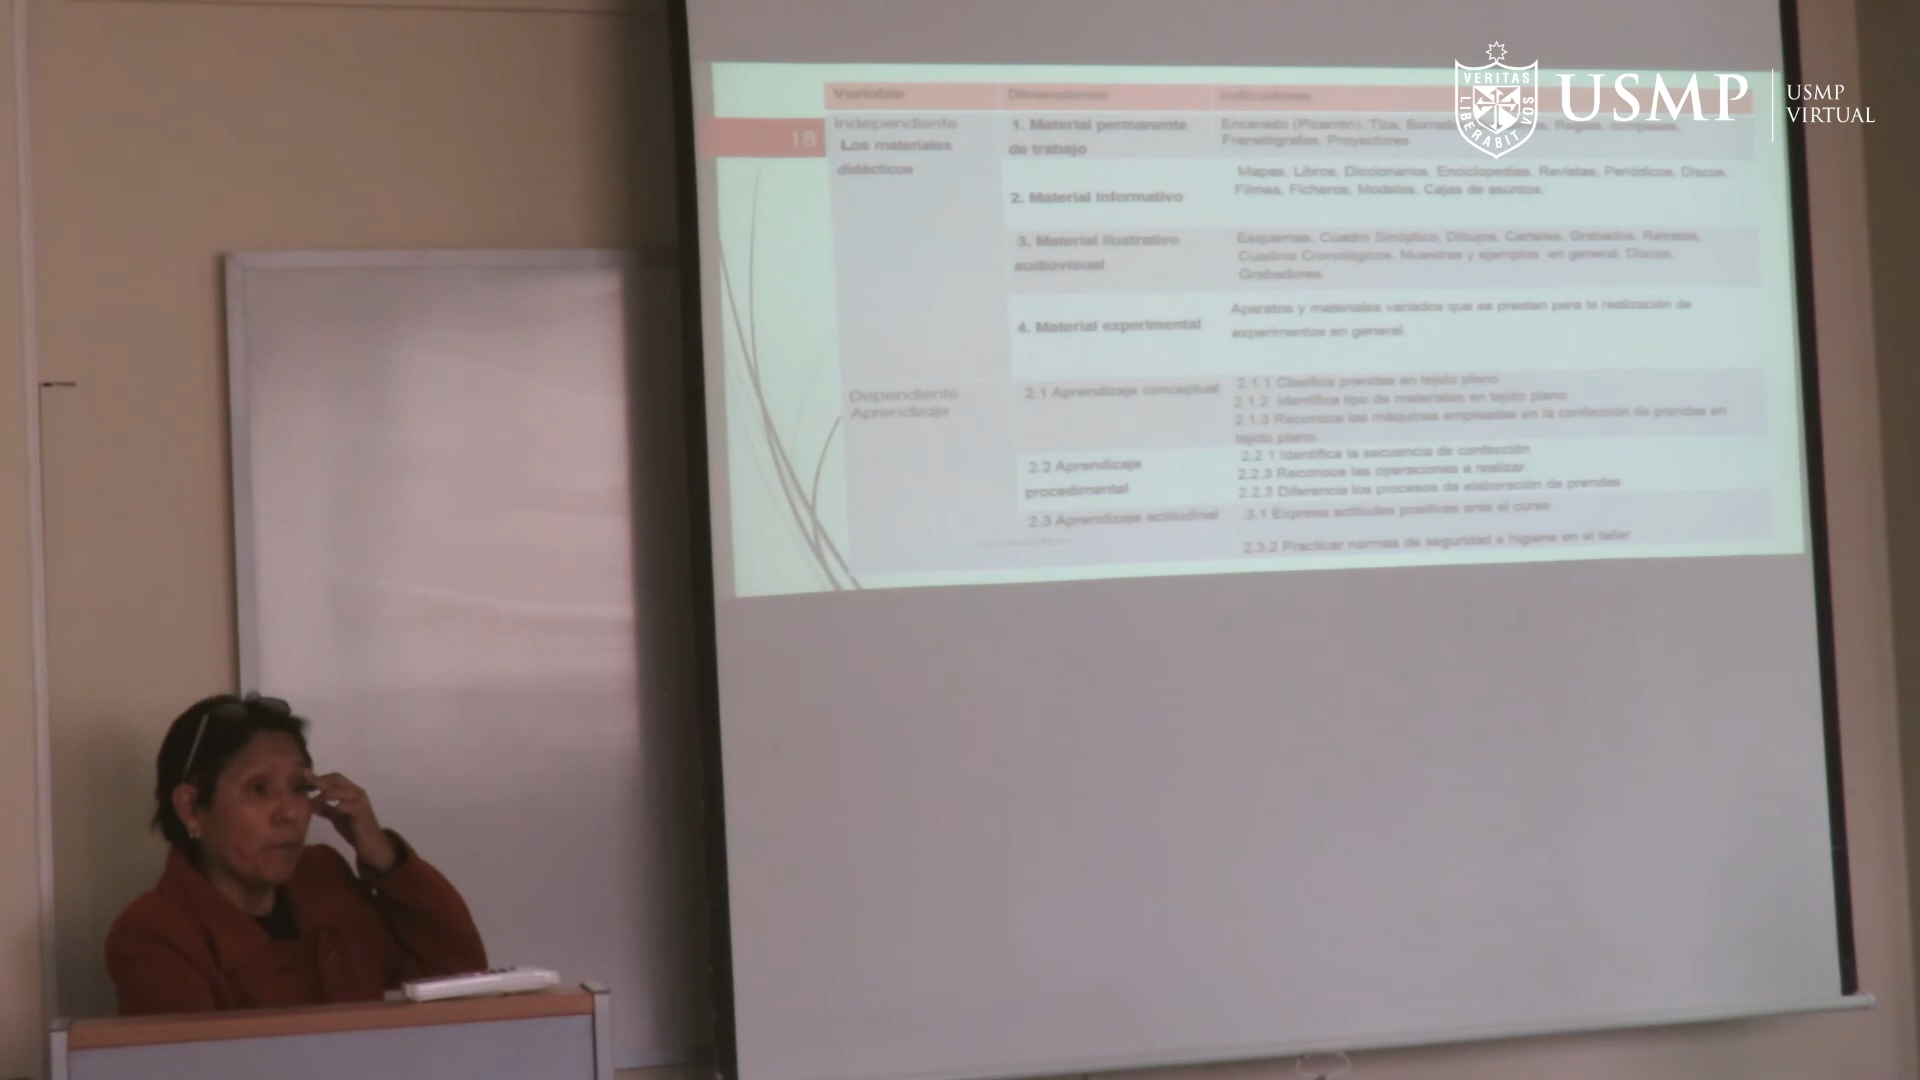 VERITAS
LIBERABIT VOS
USMP
USMP
VIRTUAL
18
Variable
Dimensiones
Indicadores
Independiente
Los materiales
didácticos
1. Material permanente
de trabajo
Encerado (Pizarrón), Tiza, Reglas, compases,
Franelógrafos, Proyectores
2. Material informativo
Mapas, Libros, Diccionarios, Enciclopedias, Revistas, Periódicos, Discos,
Filmes, Ficheros, Modelos, Cajas de asuntos.
3. Material ilustrativo
audiovisual
Esquemas, Cuadro Sinóptico, Dibujos, Carteles, Grabados, Retratos,
Cuadros Cronológicos, Muestras y ejemplos en general, Discos,
Grabadores.
4. Material experimental
Aparatos y materiales variados que se presten para la realización de
experimentos en general.
Dependiente
Aprendizaje
2.1 Aprendizaje conceptual
2.1.1 Clasifica prendas en tejido plano
2.1.2 Identifica tipo de materiales en tejido plano
2.1.3 Reconoce las máquinas empleadas en la confección de prendas en
tejido plano.
2.2 Aprendizaje
procedimental
2.2.1 Identifica la secuencia de confección
2.2.3 Reconoce las operaciones a realizar
2.2.3 Diferencia los procesos de elaboración de prendas
2.3 Aprendizaje actitudinal
3.1 Expresa actitudes positivas ante el curso
2.3.2 Practicar normas de seguridad e higiene en el taller